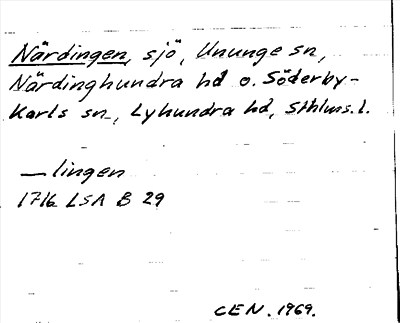 Närdingen, sjö, Ununge sn,
Närdinghundra hd o. Söderby-
Karls sn, Lyhundra hd, Sthlms. l.
— lingen
1716 LSA B 29
CEN. 1969.